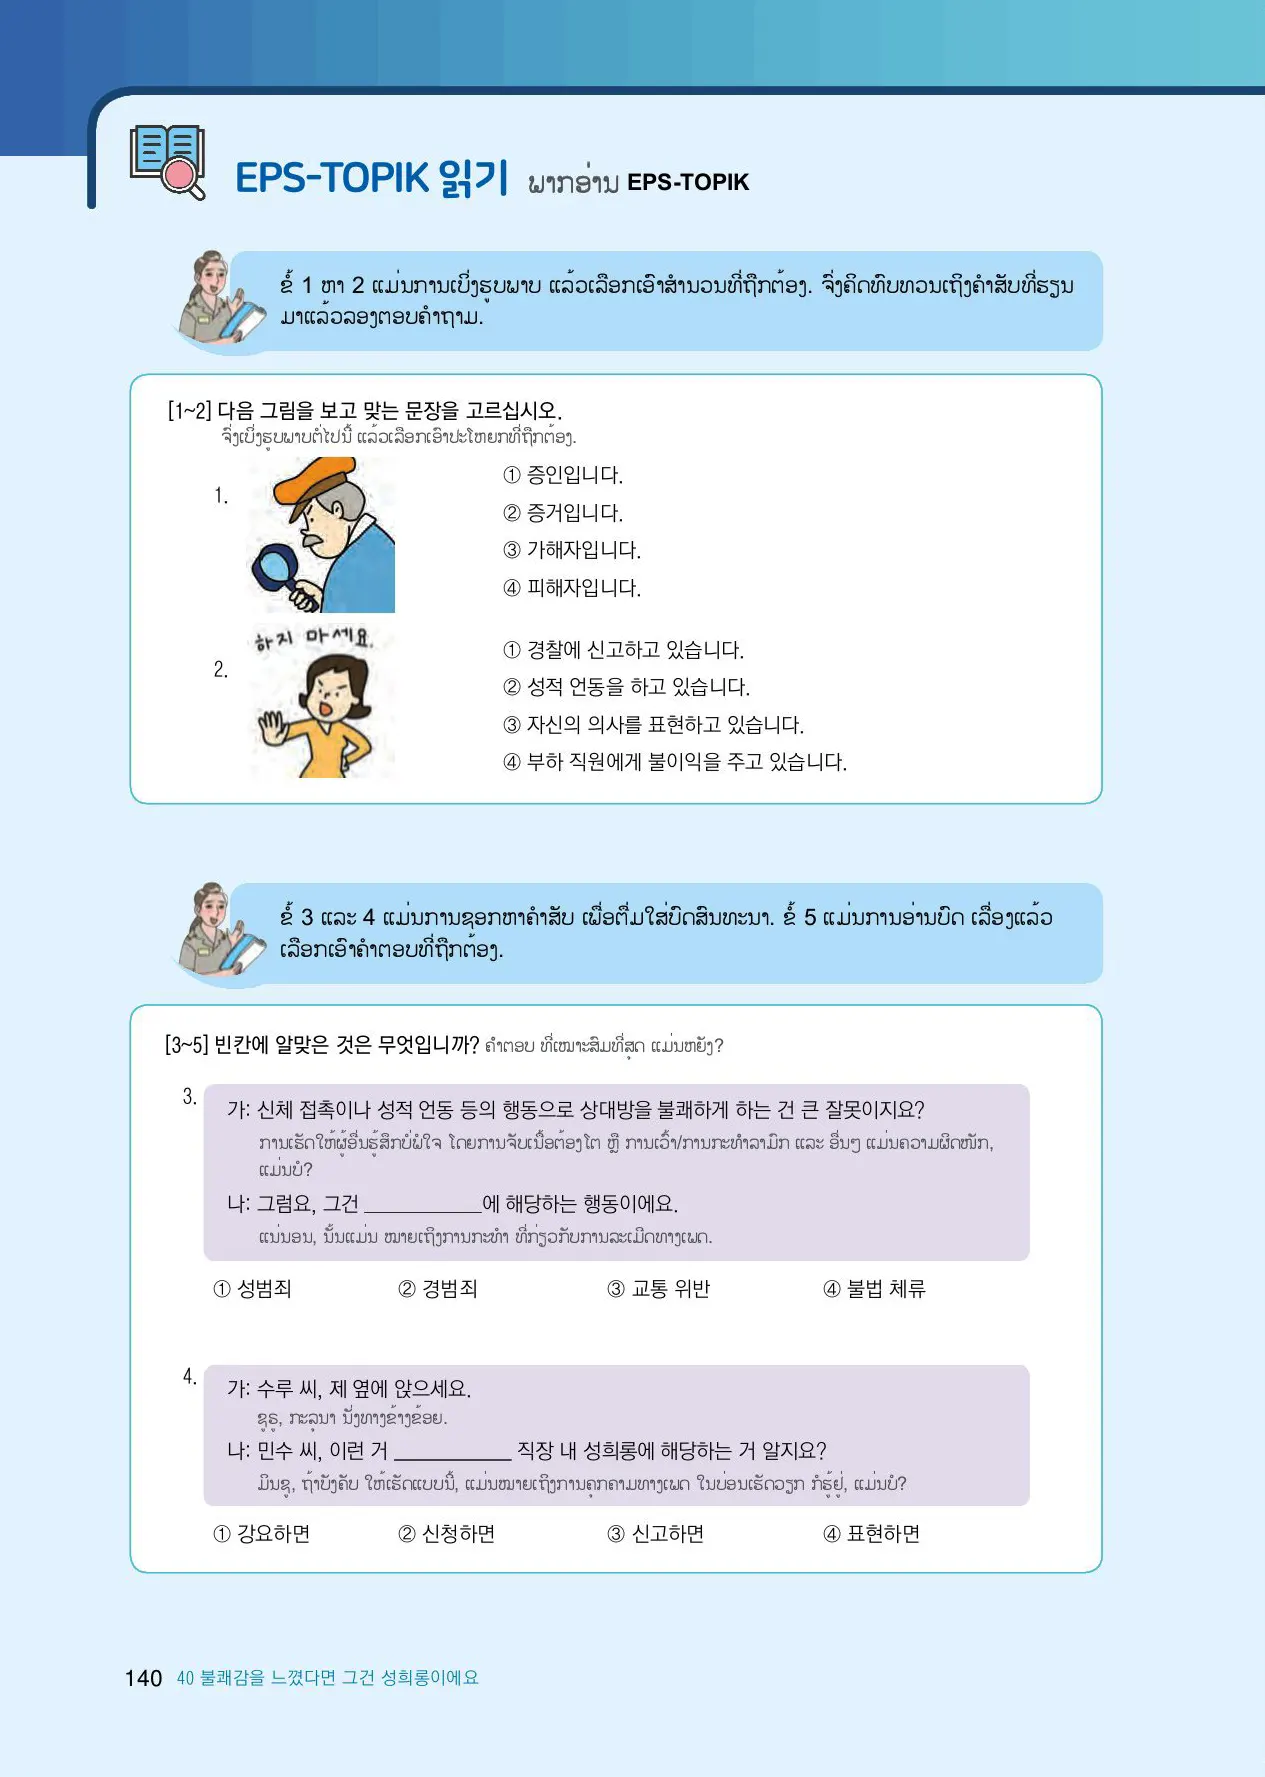 EPS-TOPIK 읽기 ພາກອ່ານ EPS-TOPIK
ຂໍ້ 1 ຫາ 2 ແມ່ນການເບິ່ງຮູບພາບ ແລ້ວເລືອກເອົາສຳນວນທີ່ຖືກຕ້ອງ. ຈົ່ງຄິດທົບທວນເຖິງຄຳສັບທີ່ຮຽນ
ມາແລ້ວລອງຕອບຄຳຖາມ.
[1~2] 다음 그림을 보고 맞는 문장을 고르십시오.
ຈົ່ງເບິ່ງຮູບພາບຕໍ່ໄປນີ້ ແລ້ວເລືອກເອົາປະໂຫຍກທີ່ຖືກຕ້ອງ.
1.
① 증인입니다.
② 증거입니다.
③ 가해자입니다.
④ 피해자입니다.
하지 마세요.
2.
① 경찰에 신고하고 있습니다.
② 성적 언동을 하고 있습니다.
③ 자신의 의사를 표현하고 있습니다.
④ 부하 직원에게 불이익을 주고 있습니다.
ຂໍ້ 3 ແລະ 4 ແມ່ນການຊອກຫາຄຳສັບ ເພື່ອຕື່ມໃສ່ບົດສົນທະນາ. ຂໍ້ 5 ແມ່ນການອ່ານບົດ ເລື່ອງແລ້ວ
ເລືອກເອົາຄຳຕອບທີ່ຖືກຕ້ອງ.
[3~5] 빈칸에 알맞은 것은 무엇입니까? ຄຳຕອບ ທີ່ເໝາະສົມທີ່ສຸດ ແມ່ນຫຍັງ?
3.
가: 신체 접촉이나 성적 언동 등의 행동으로 상대방을 불쾌하게 하는 건 큰 잘못이지요?
ການເຮັດໃຫ້ຜູ້ອື່ນຮູ້ສຶກບໍ່ພໍໃຈ ໂດຍການຈັບເນື້ອຕ້ອງໂຕ ຫຼື ການເວົ້າ/ການກະທຳລາມົກ ແລະ ອື່ນໆ ແມ່ນຄວາມຜິດໜັກ,
ແມ່ນບໍ?
나: 그럼요, 그건 ____________에 해당하는 행동이에요.
ແນ່ນອນ, ນັ້ນແມ່ນ ໝາຍເຖິງການກະທຳ ທີ່ກ່ຽວກັບການລະເມີດທາງເພດ.
① 성범죄 ② 경범죄 ③ 교통 위반 ④ 불법 체류
4.
가: 수루 씨, 제 옆에 앉으세요.
ຊູຣູ, ກະລຸນາ ນັ່ງທາງຂ້າງຂ້ອຍ.
나: 민수 씨, 이런 거 ____________ 직장 내 성희롱에 해당하는 거 알지요?
ມິນຊູ, ຖ້າບັງຄັບ ໃຫ້ເຮັດແບບນີ້, ແມ່ນໝາຍເຖິງການຄຸກຄາມທາງເພດ ໃນບ່ອນເຮັດວຽກ ກໍຮູ້ຢູ່, ແມ່ນບໍ?
① 강요하면 ② 신청하면 ③ 신고하면 ④ 표현하면
140 40 불쾌감을 느꼈다면 그건 성희롱이에요